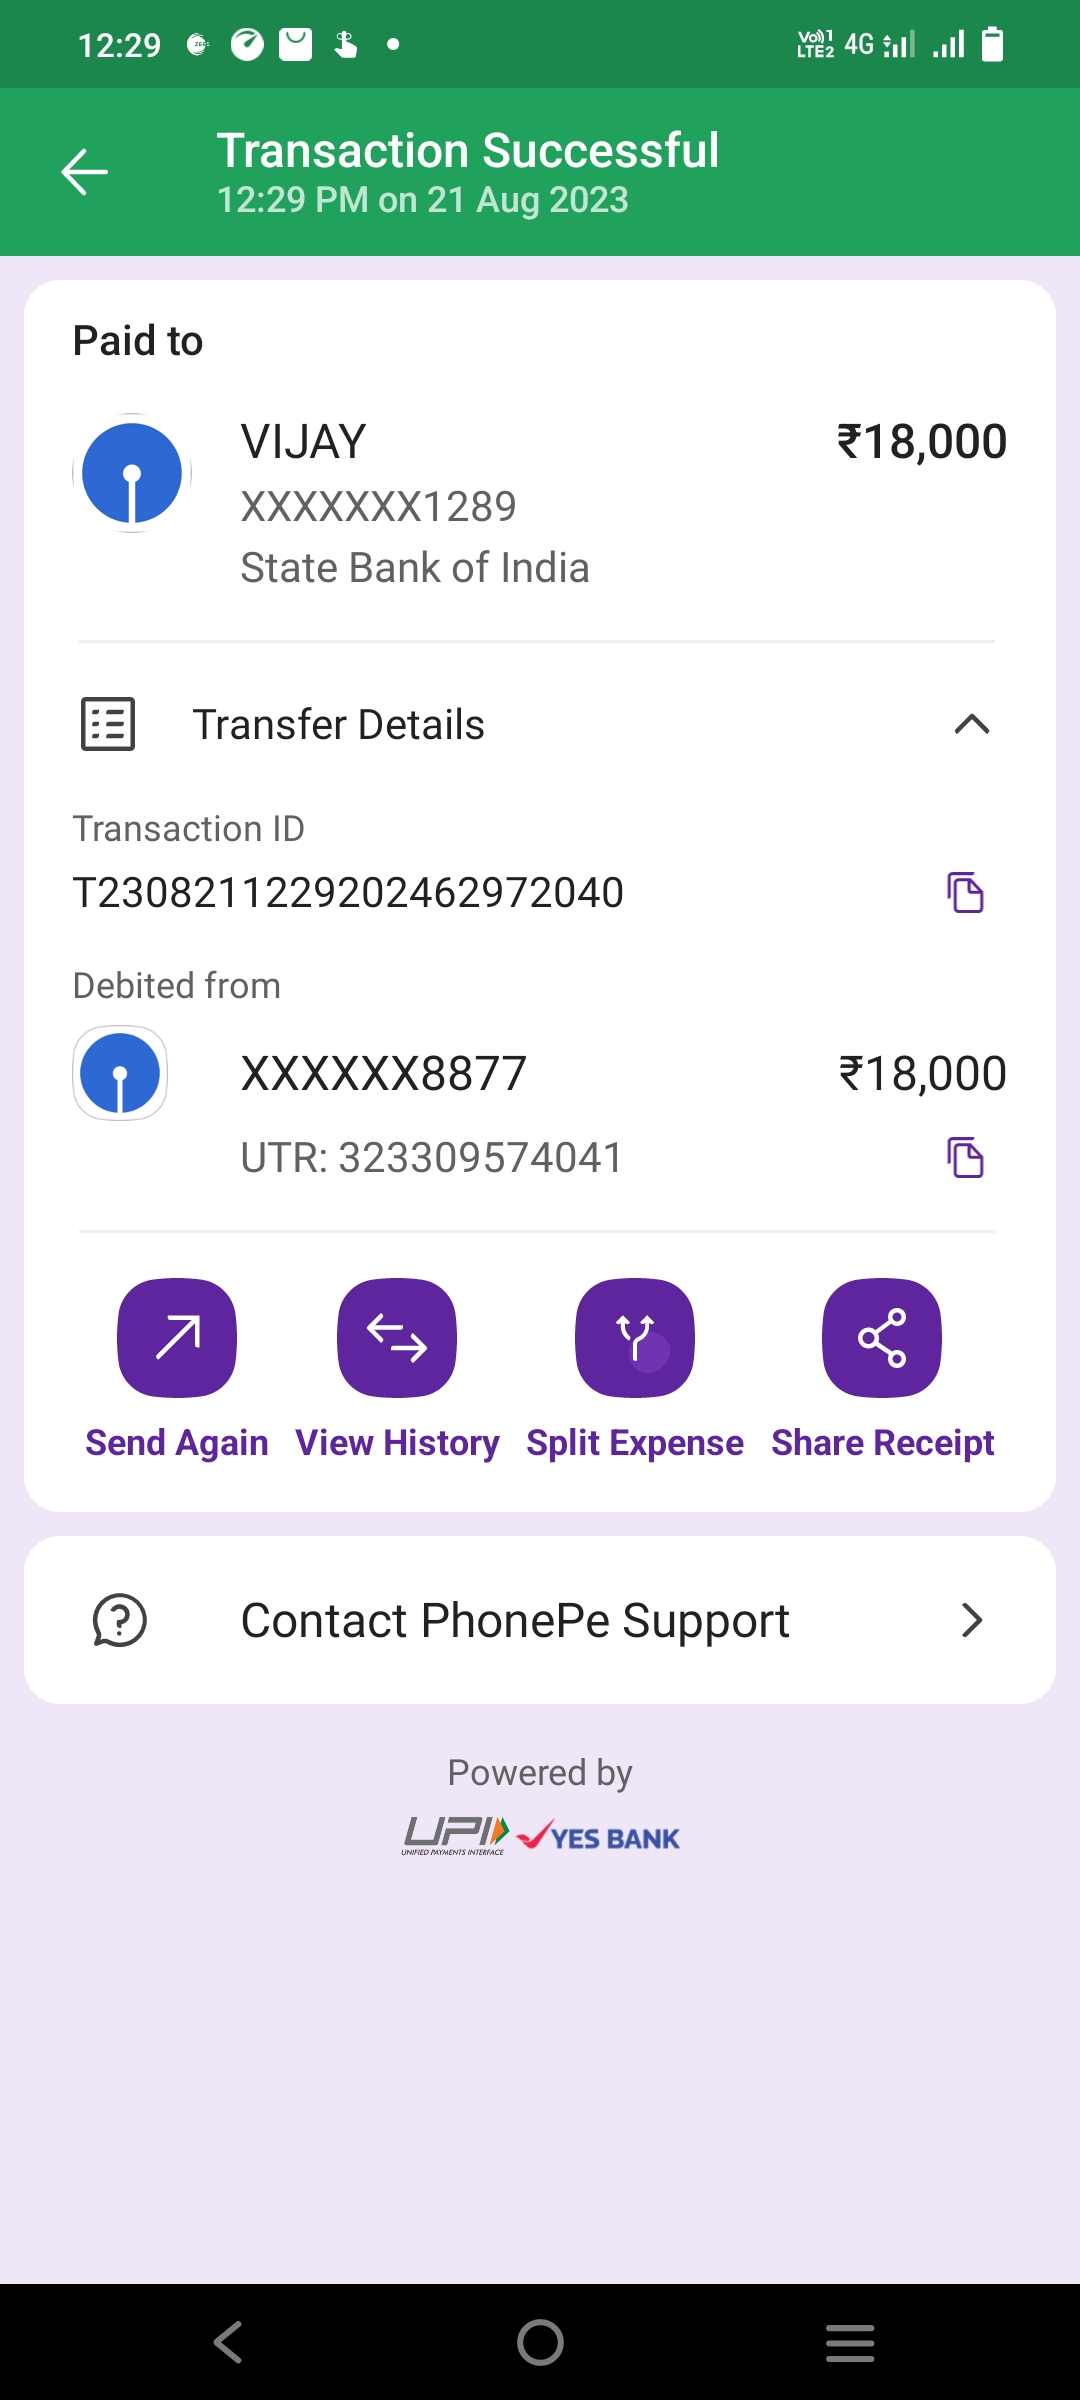 12:29
Vo)) 1
LTE2 4G
Transaction Successful
12:29 PM on 21 Aug 2023
Paid to
VIJAY ₹18,000
XXXXXXX1289
State Bank of India
Transfer Details
Transaction ID
T2308211229202462972040
Debited from
XXXXXX8877 ₹18,000
UTR: 323309574041
Send Again View History Split Expense Share Receipt
Contact PhonePe Support
Powered by
UPI YES BANK
UNIFIED PAYMENTS INTERFACE